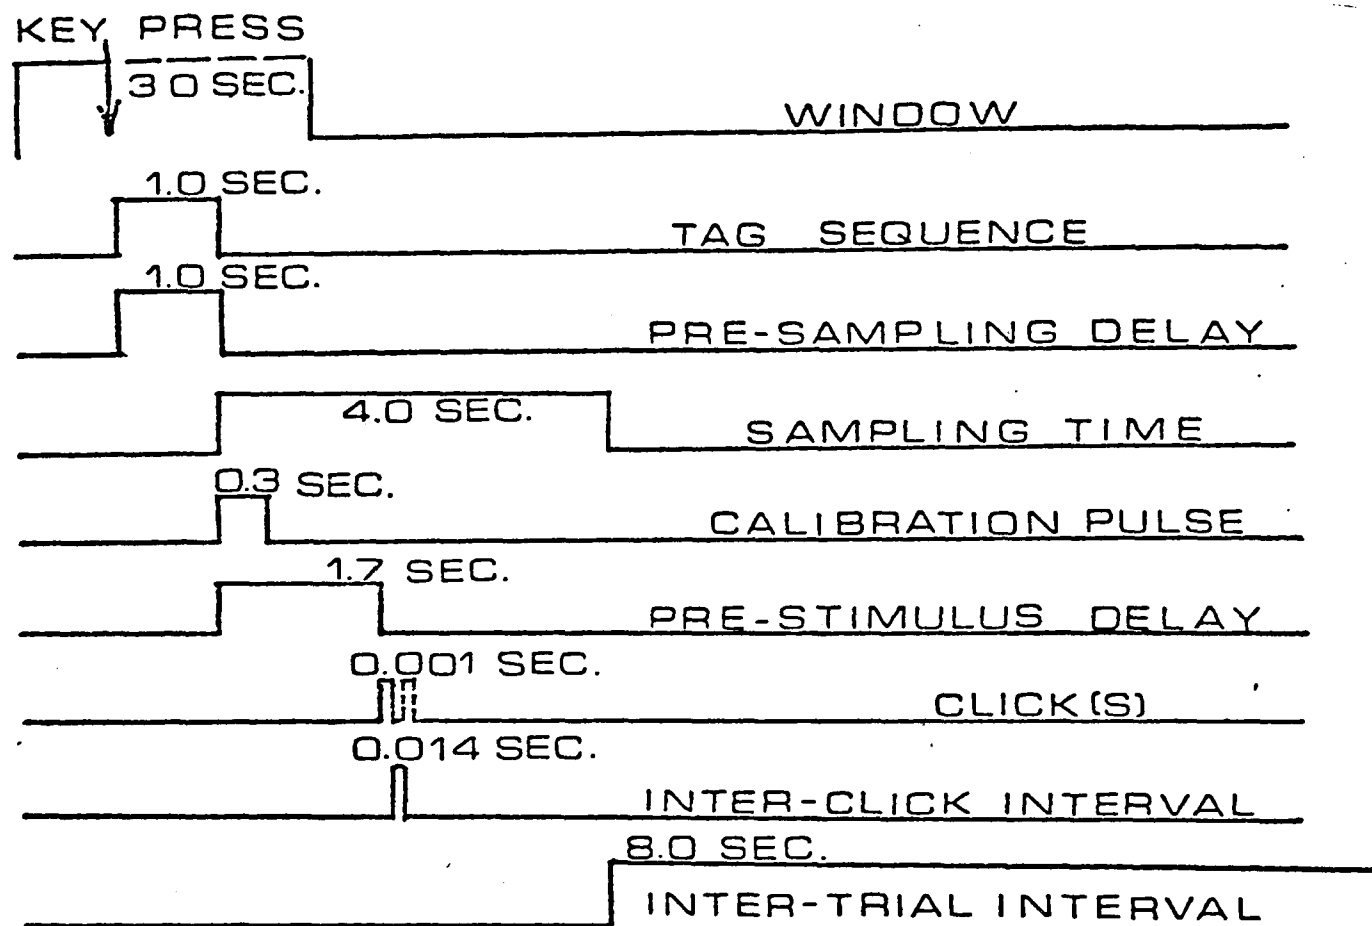 KEY PRESS
3 0 SEC.
WINDOW
1.0 SEC.
TAG SEQUENCE
1.0 SEC.
PRE-SAMPLING DELAY
4.0 SEC.
SAMPLING TIME
0.3 SEC.
CALIBRATION PULSE
1.7 SEC.
PRE-STIMULUS DELAY
0.001 SEC.
CLICK(S)
0.014 SEC.
INTER-CLICK INTERVAL
8.0 SEC.
INTER-TRIAL INTERVAL